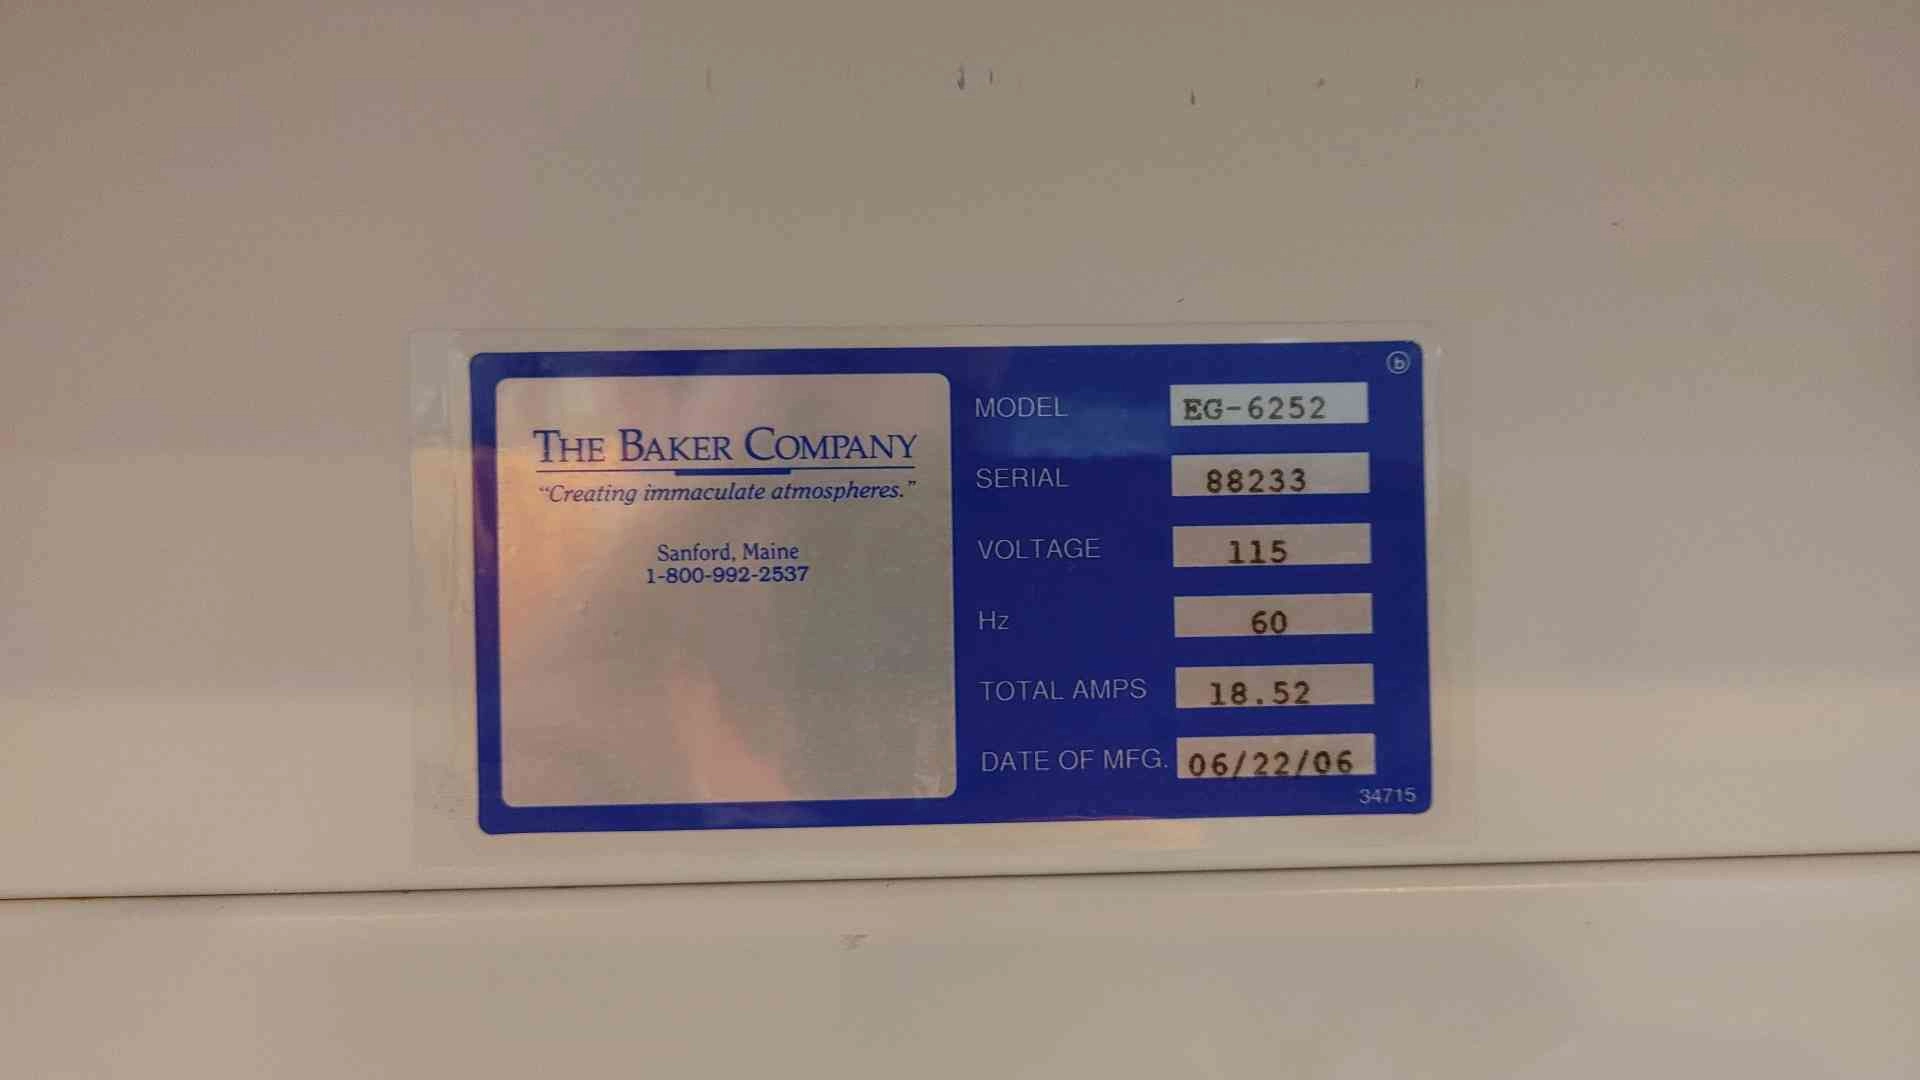 THE BAKER COMPANY
"Creating immaculate atmospheres."
Sanford, Maine
1-800-992-2537
b
MODEL EG-6252
SERIAL 88233
VOLTAGE 115
Hz 60
TOTAL AMPS 18.52
DATE OF MFG. 06/22/06
34715